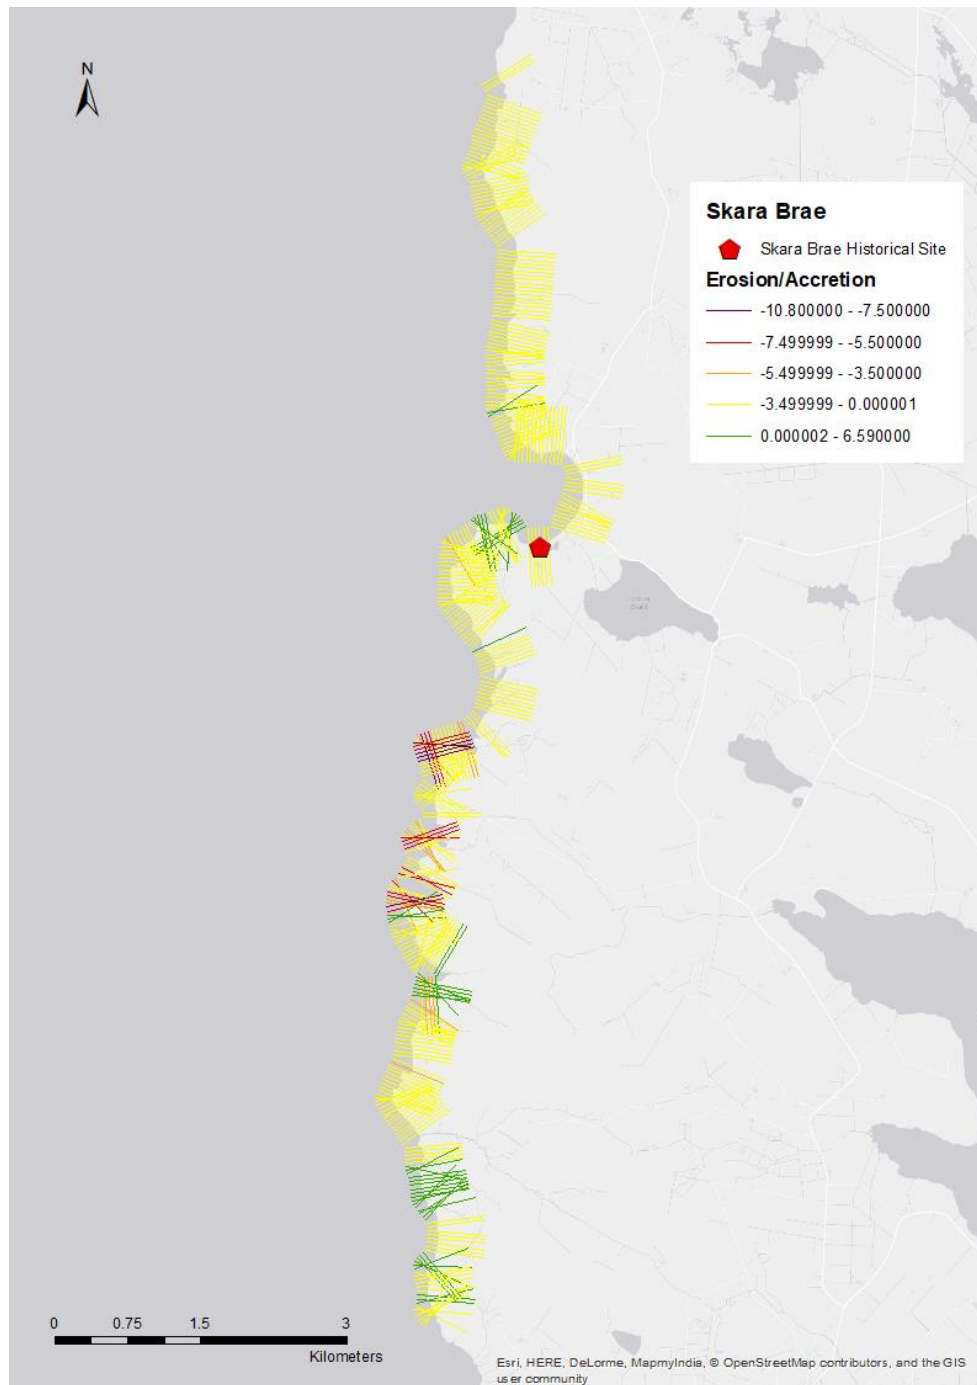 N
Skara Brae
Skara Brae Historical Site
Erosion/Accretion
-10.800000 - -7.500000
-7.499999 - -5.500000
-5.499999 - -3.500000
-3.499999 - 0.000001
0.000002 - 6.590000
0 0.75 1.5 3
Kilometers
Esri, HERE, DeLorme, MapmyIndia, © OpenStreetMap contributors, and the GIS
user community